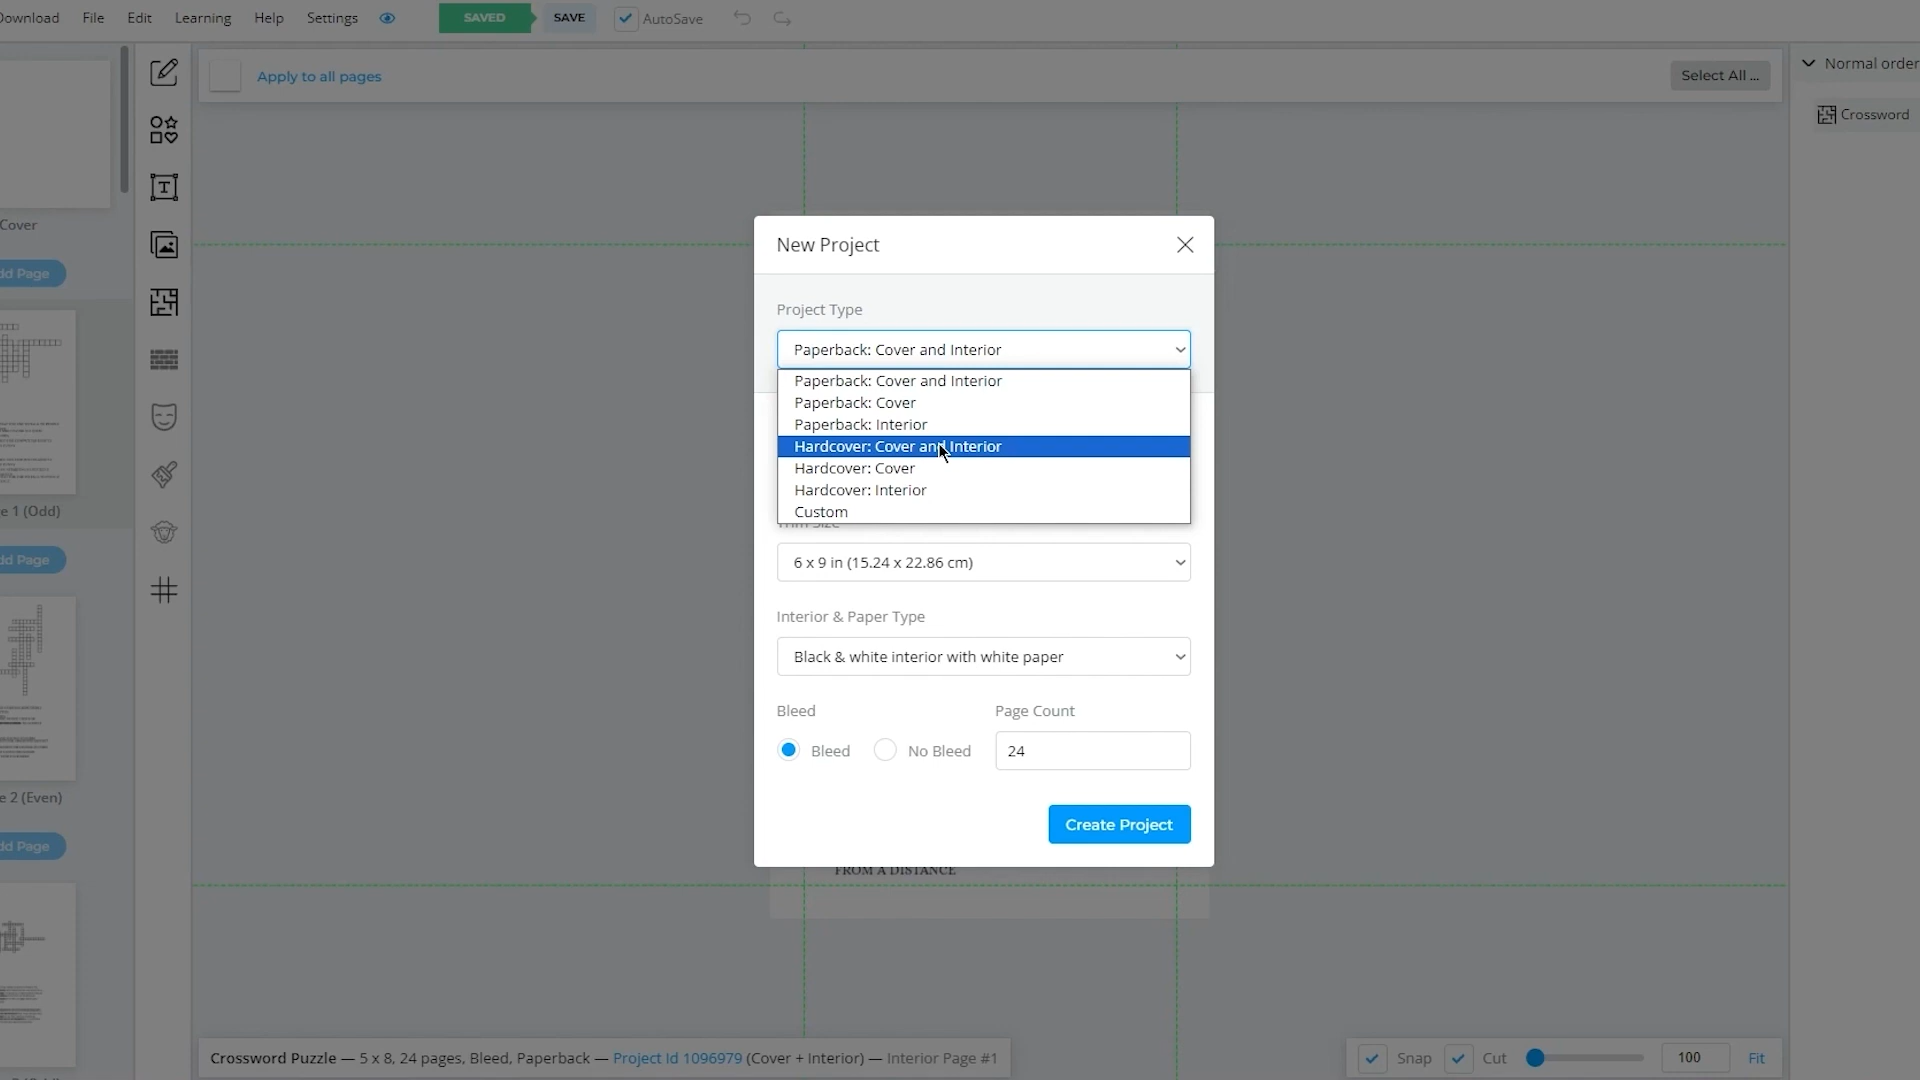 Download File Edit Learning Help Settings SAVED SAVE AutoSave
Apply to all pages
Select All ...
Normal order
Crossword
Cover
dd Page
e 1 (Odd)
dd Page
e 2 (Even)
dd Page
New Project
Project Type
Paperback: Cover and Interior
Paperback: Cover and Interior
Paperback: Cover
Paperback: Interior
Hardcover: Cover and Interior
Hardcover: Cover
Hardcover: Interior
Custom
Trim Size
6 x 9 in (15.24 x 22.86 cm)
Interior & Paper Type
Black & white interior with white paper
Bleed Page Count
Bleed No Bleed 24
Create Project
FROM A DISTANCE
Crossword Puzzle — 5 x 8, 24 pages, Bleed, Paperback — Project Id 1096979 (Cover + Interior) — Interior Page #1
Snap Cut 100 Fit